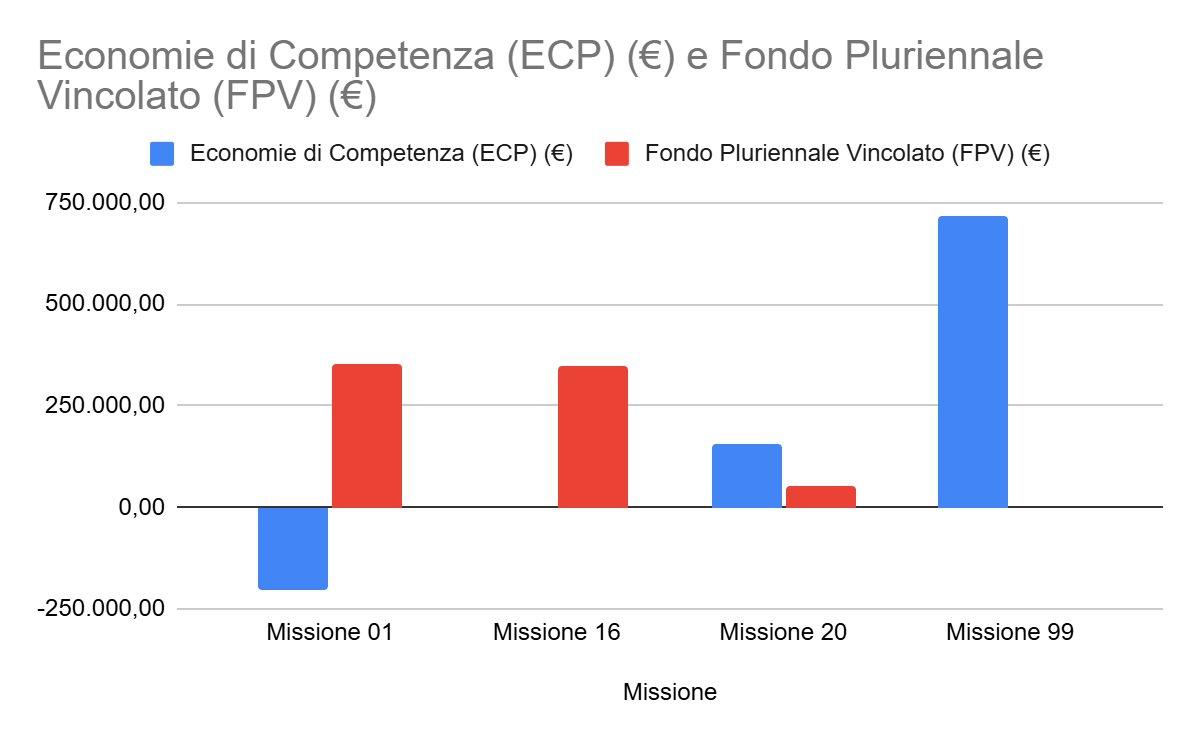 Economie di Competenza (ECP) (€) e Fondo Pluriennale
Vincolato (FPV) (€)
Economie di Competenza (ECP) (€)
Fondo Pluriennale Vincolato (FPV) (€)
750.000,00
500.000,00
250.000,00
0,00
-250.000,00
Missione 01
Missione 16
Missione 20
Missione 99
Missione